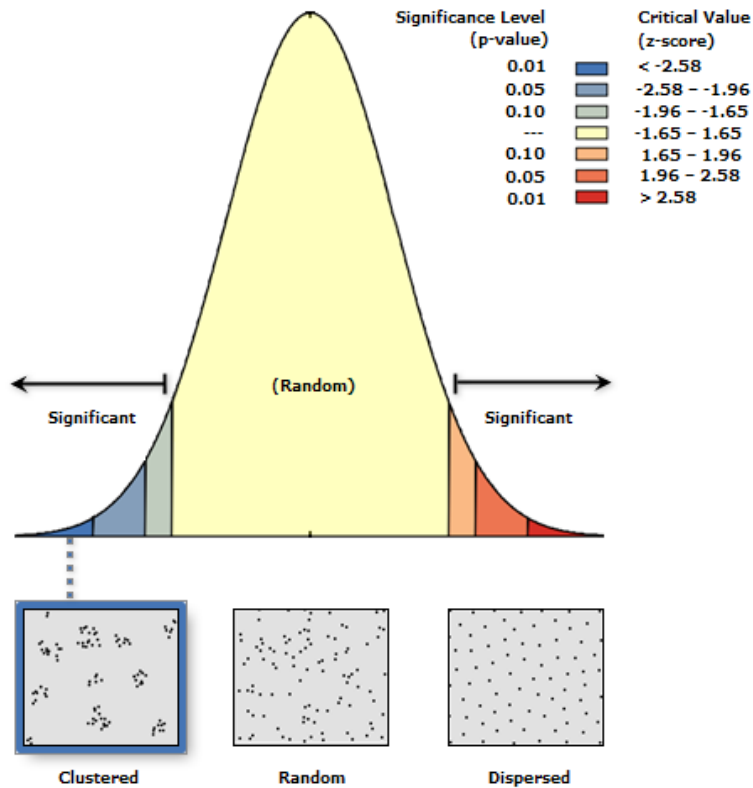 Significance Level
(p-value)
Critical Value
(z-score)
0.01 < -2.58
0.05 -2.58 – -1.96
0.10 -1.96 – -1.65
--- -1.65 – 1.65
0.10 1.65 – 1.96
0.05 1.96 – 2.58
0.01 > 2.58
(Random)
Significant
Significant
Clustered
Random
Dispersed